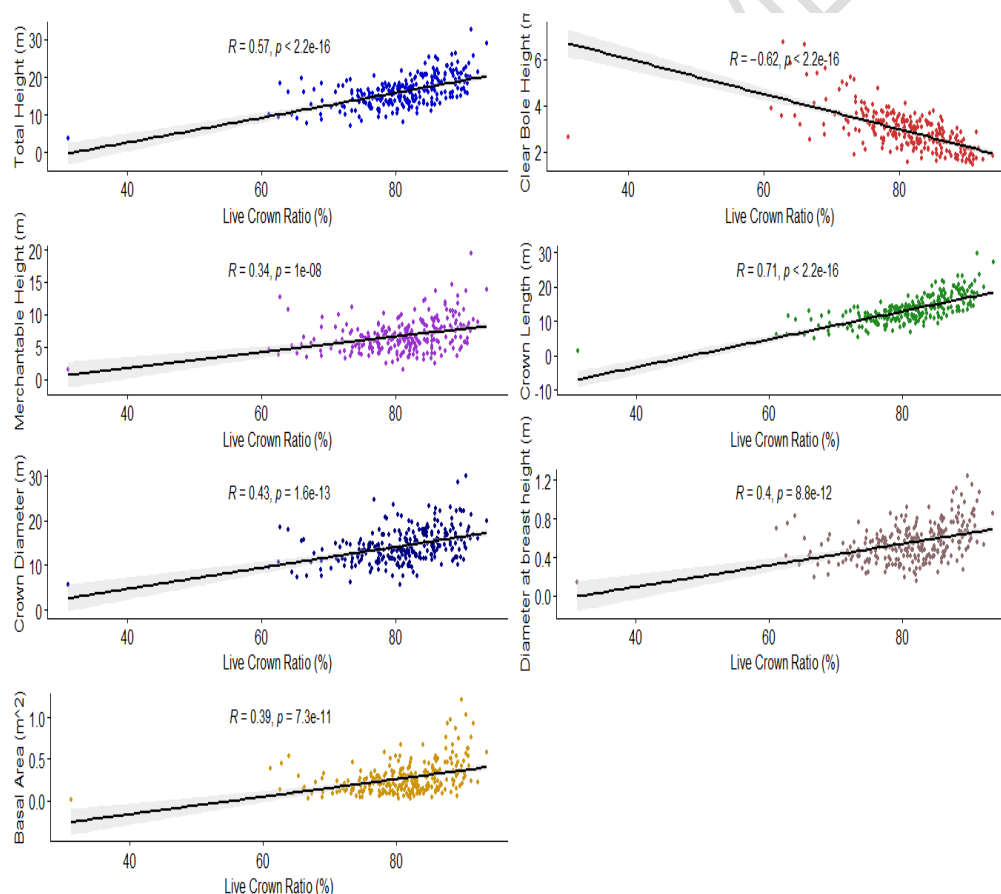 Total Height (m)
30
20
10
0
R = 0.57, p < 2.2e-16
40 60 80
Live Crown Ratio (%)
Clear Bole Height (m
6
4
2
R = −0.62, p < 2.2e-16
40 60 80
Live Crown Ratio (%)
Merchantable Height (m)
20
15
10
5
0
R = 0.34, p = 1e-08
40 60 80
Live Crown Ratio (%)
Crown Length (m)
30
20
10
0
-10
R = 0.71, p < 2.2e-16
40 60 80
Live Crown Ratio (%)
Crown Diameter (m)
30
20
10
0
R = 0.43, p = 1.6e-13
40 60 80
Live Crown Ratio (%)
Diameter at breast height (m)
1.2
0.8
0.4
0.0
R = 0.4, p = 8.8e-12
40 60 80
Live Crown Ratio (%)
Basal Area (m^2)
1.0
0.5
0.0
R = 0.39, p = 7.3e-11
40 60 80
Live Crown Ratio (%)